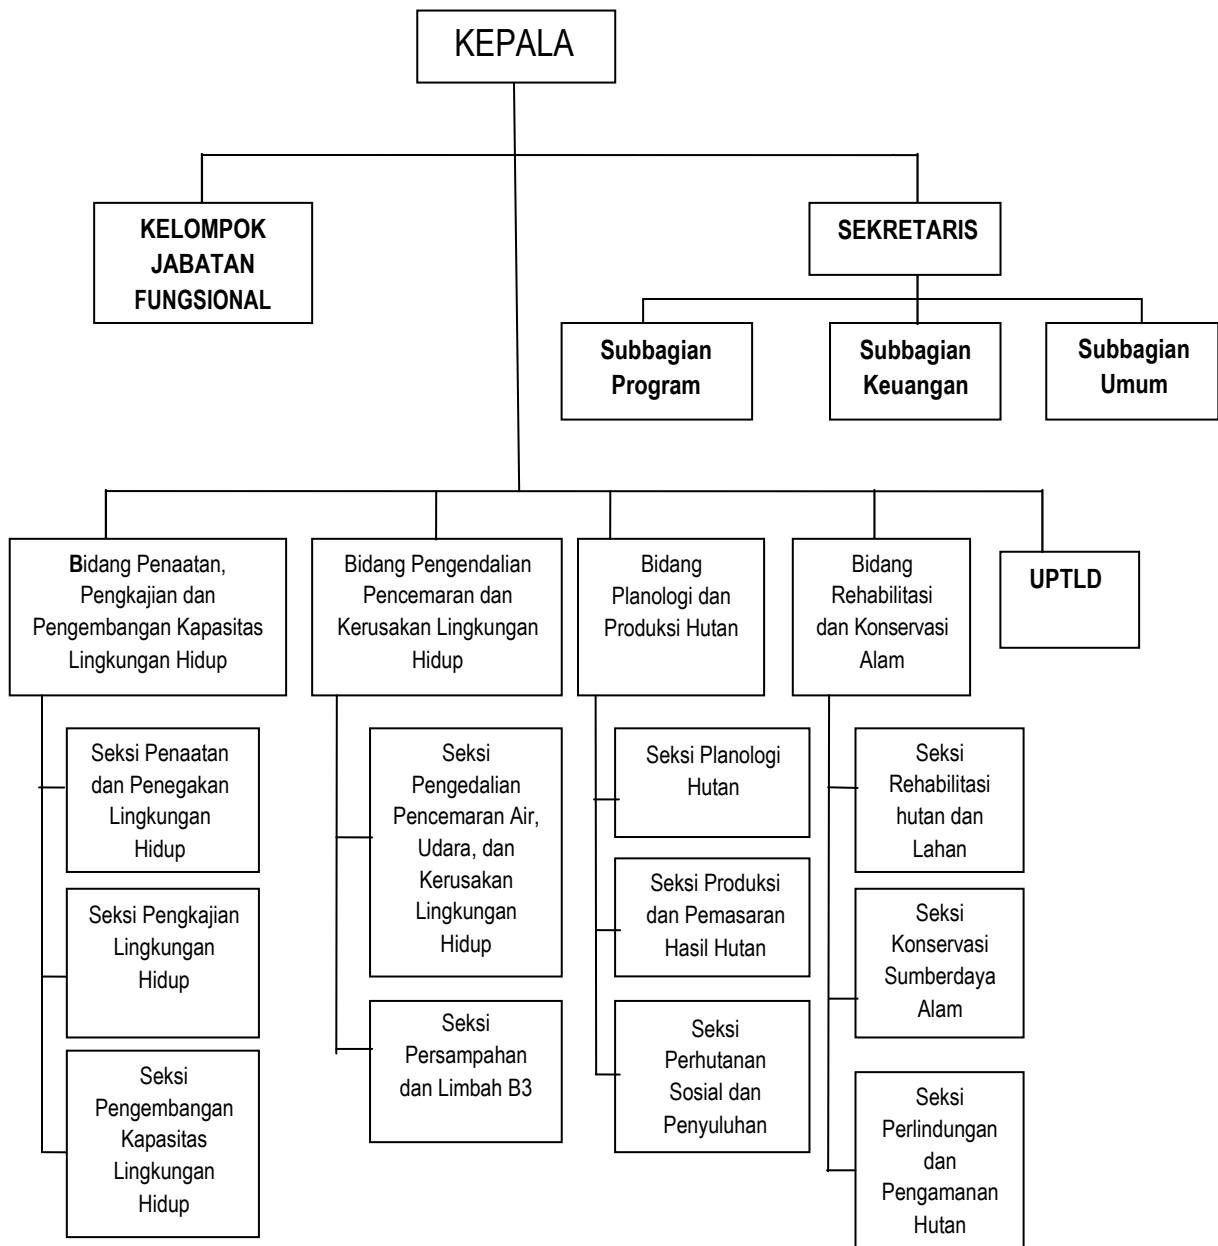 KEPALA
KELOMPOK
JABATAN
FUNGSIONAL
SEKRETARIS
Subbagian
Program
Subbagian
Keuangan
Subbagian
Umum
Bidang Penaatan,
Pengkajian dan
Pengembangan Kapasitas
Lingkungan Hidup
Bidang Pengendalian
Pencemaran dan
Kerusakan Lingkungan
Hidup
Bidang
Planologi dan
Produksi Hutan
Bidang
Rehabilitasi
dan Konservasi
Alam
UPTLD
Seksi Penaatan
dan Penegakan
Lingkungan
Hidup
Seksi Pengkajian
Lingkungan
Hidup
Seksi
Pengembangan
Kapasitas
Lingkungan
Hidup
Seksi
Pengedalian
Pencemaran Air,
Udara, dan
Kerusakan
Lingkungan
Hidup
Seksi
Persampahan
dan Limbah B3
Seksi Planologi
Hutan
Seksi Produksi
dan Pemasaran
Hasil Hutan
Seksi
Perhutanan
Sosial dan
Penyuluhan
Seksi
Rehabilitasi
hutan dan
Lahan
Seksi
Konservasi
Sumberdaya
Alam
Seksi
Perlindungan
dan
Pengamanan
Hutan